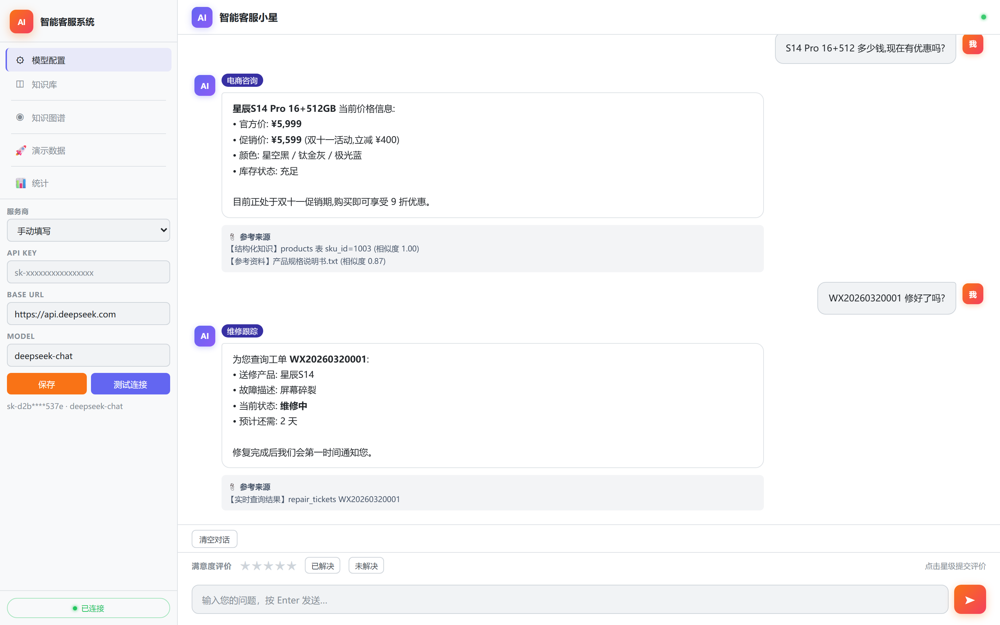 AI 智能客服系统
模型配置
知识库
知识图谱
演示数据
统计
服务商
手动填写
API KEY
sk-xxxxxxxxxxxxxxxx
BASE URL
https://api.deepseek.com
MODEL
deepseek-chat
保存 测试连接
sk-d2b****537e · deepseek-chat
已连接
AI 智能客服小星
S14 Pro 16+512 多少钱,现在有优惠吗? 我
AI 电商咨询
星辰S14 Pro 16+512GB 当前价格信息:
• 官方价: ¥5,999
• 促销价: ¥5,599 (双十一活动,立减 ¥400)
• 颜色: 星空黑 / 钛金灰 / 极光蓝
• 库存状态: 充足
目前正处于双十一促销期,购买即可享受 9 折优惠。
参考来源
【结构化知识】products 表 sku_id=1003 (相似度 1.00)
【参考资料】产品规格说明书.txt (相似度 0.87)
WX20260320001 修好了吗? 我
AI 维修跟踪
为您查询工单 WX20260320001:
• 送修产品: 星辰S14
• 故障描述: 屏幕碎裂
• 当前状态: 维修中
• 预计还需: 2 天
修复完成后我们会第一时间通知您。
参考来源
【实时查询结果】repair_tickets WX20260320001
清空对话
满意度评价 ★★★★★ 已解决 未解决 点击星级提交评价
输入您的问题，按 Enter 发送...